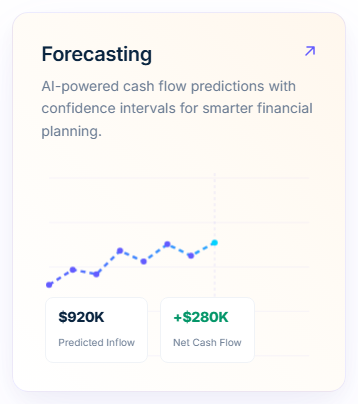 Forecasting
AI-powered cash flow predictions with
confidence intervals for smarter financial
planning.
$920K
Predicted Inflow
+$280K
Net Cash Flow